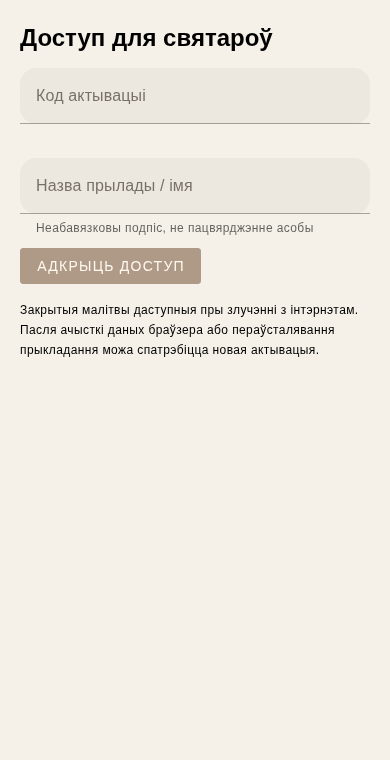 Доступ для святароў
Код актывацыі
Назва прылады / імя
Неабавязковы подпіс, не пацвярджэнне асобы
АДКРЫЦЬ ДОСТУП
Закрытыя малітвы даступныя пры злучэнні з інтэрнэтам.
Пасля ачысткі даных браўзера або пераўсталявання
прыкладання можа спатрэбіцца новая актывацыя.